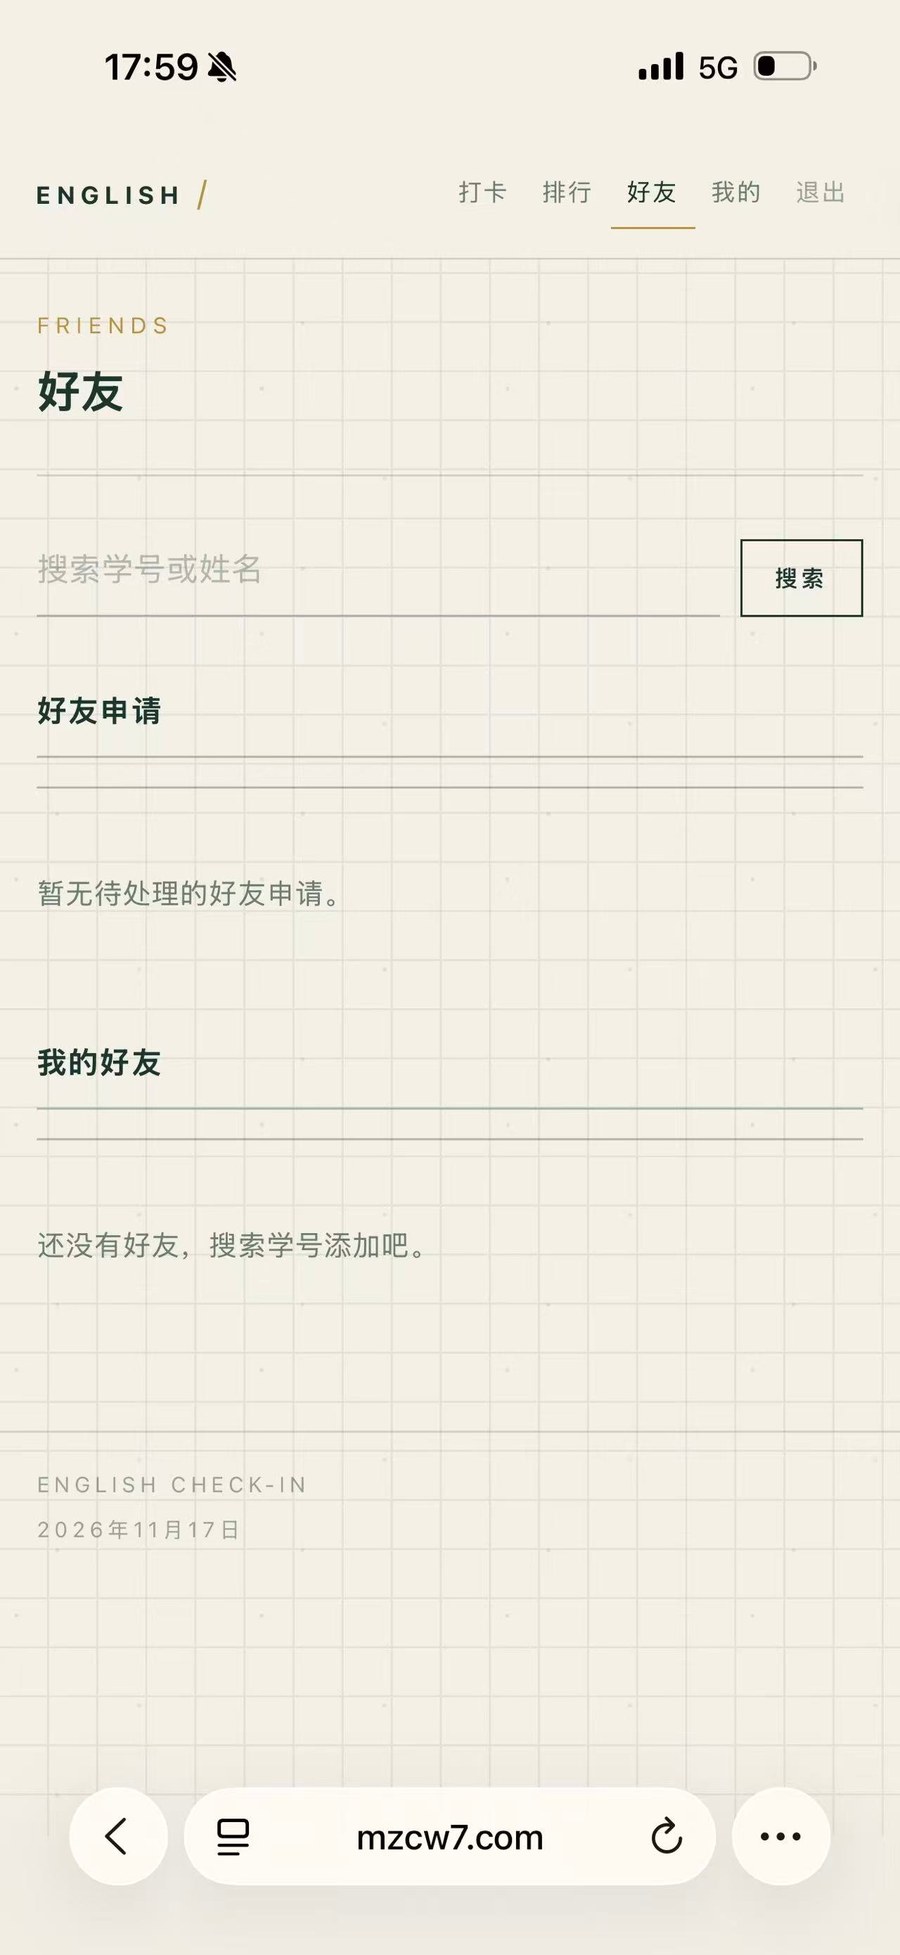 17:59
5G
ENGLISH /
打卡 排行 好友 我的 退出
FRIENDS
好友
搜索学号或姓名
搜索
好友申请
暂无待处理的好友申请。
我的好友
还没有好友，搜索学号添加吧。
ENGLISH CHECK-IN
2026年11月17日
mzcw7.com